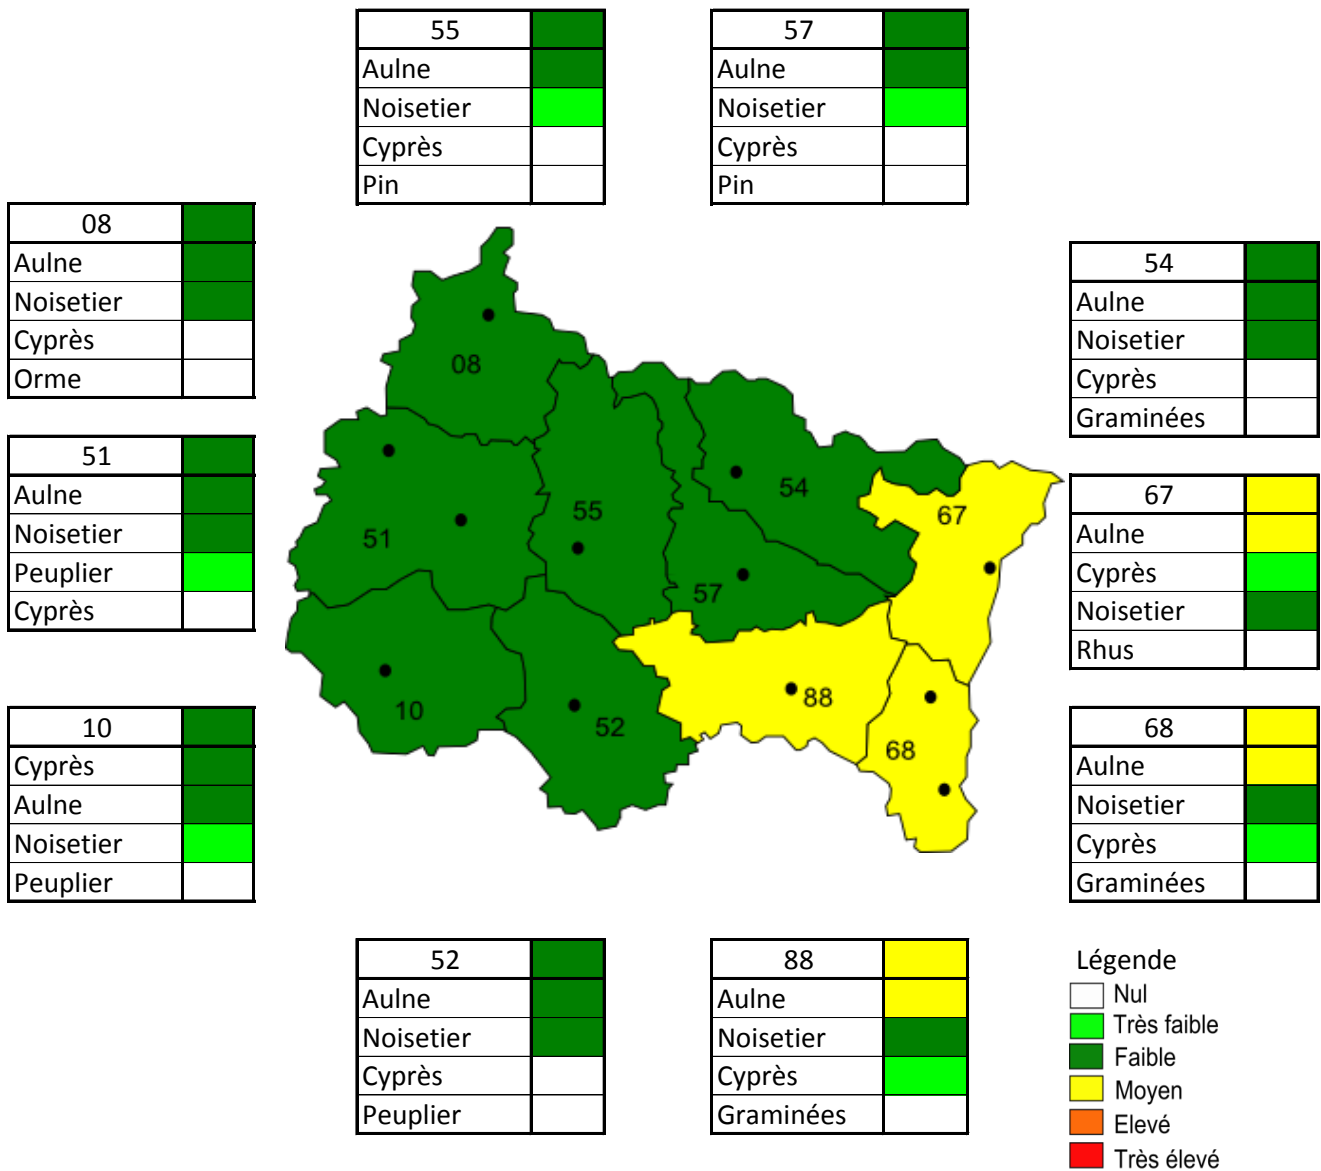 55
Aulne
Noisetier
Cyprès
Pin
57
Aulne
Noisetier
Cyprès
Pin
08
Aulne
Noisetier
Cyprès
Orme
54
Aulne
Noisetier
Cyprès
Graminées
51
Aulne
Noisetier
Peuplier
Cyprès
67
Aulne
Cyprès
Noisetier
Rhus
10
Cyprès
Aulne
Noisetier
Peuplier
68
Aulne
Noisetier
Cyprès
Graminées
08
54
55
67
51
57
88
10
52
68
52
Aulne
Noisetier
Cyprès
Peuplier
88
Aulne
Noisetier
Cyprès
Graminées
Légende
Nul
Très faible
Faible
Moyen
Elevé
Très élevé